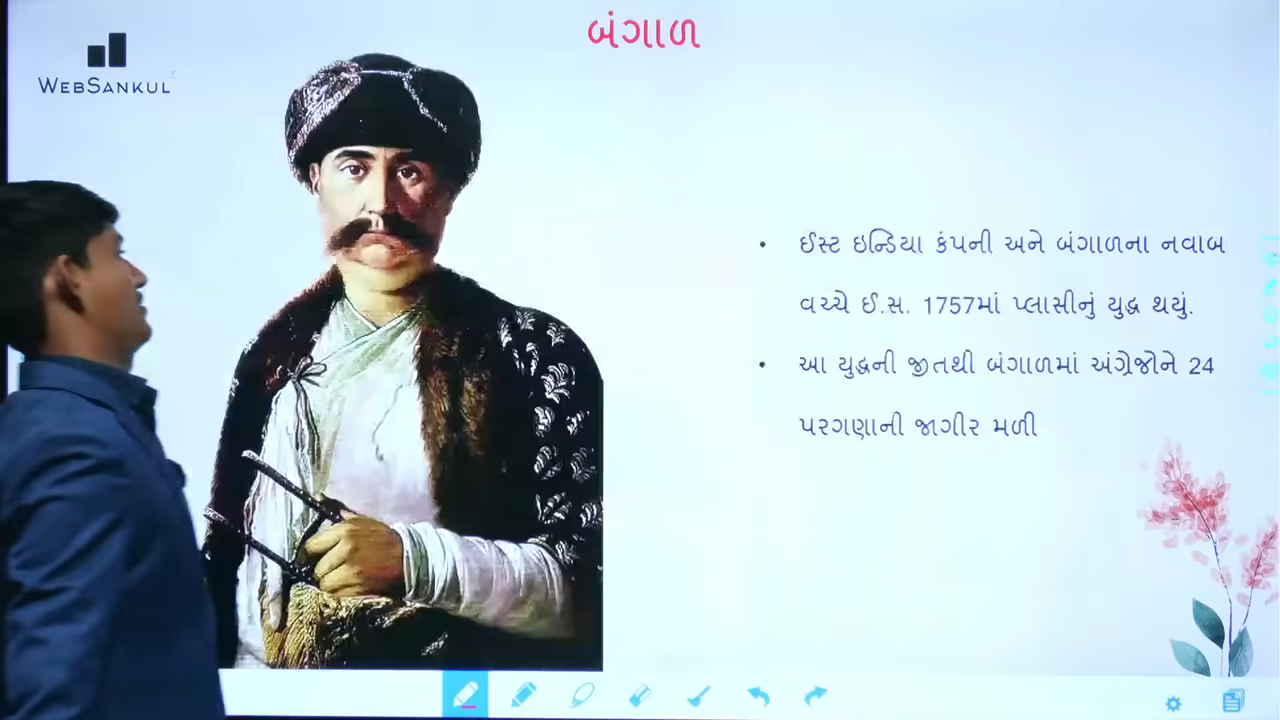 બંગાળ
WEBSANKUL
• ઈસ્ટ ઇન્ડિયા કંપની અને બંગાળના નવાબ
વચ્ચે ઈ.સ. 1757માં પ્લાસીનું યુદ્ધ થયું.
• આ યુદ્ધની જીતથી બંગાળમાં અંગ્રેજોને 24
પરગણાની જાગીર મળી